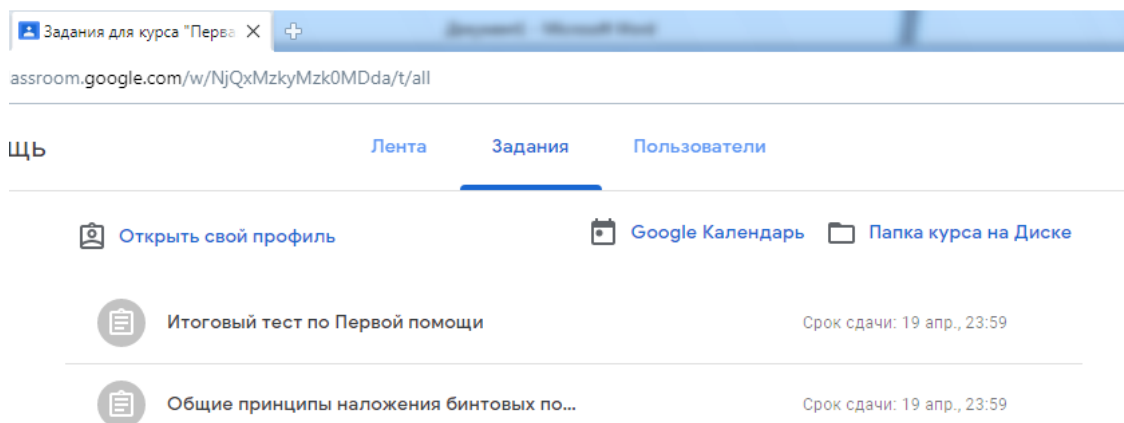 Задания для курса "Перва
assroom.google.com/w/NjQxMzkyMzk0MDda/t/all
щь
Лента Задания Пользователи
Открыть свой профиль Google Календарь Папка курса на Диске
Итоговый тест по Первой помощи Срок сдачи: 19 апр., 23:59
Общие принципы наложения бинтовых по... Срок сдачи: 19 апр., 23:59